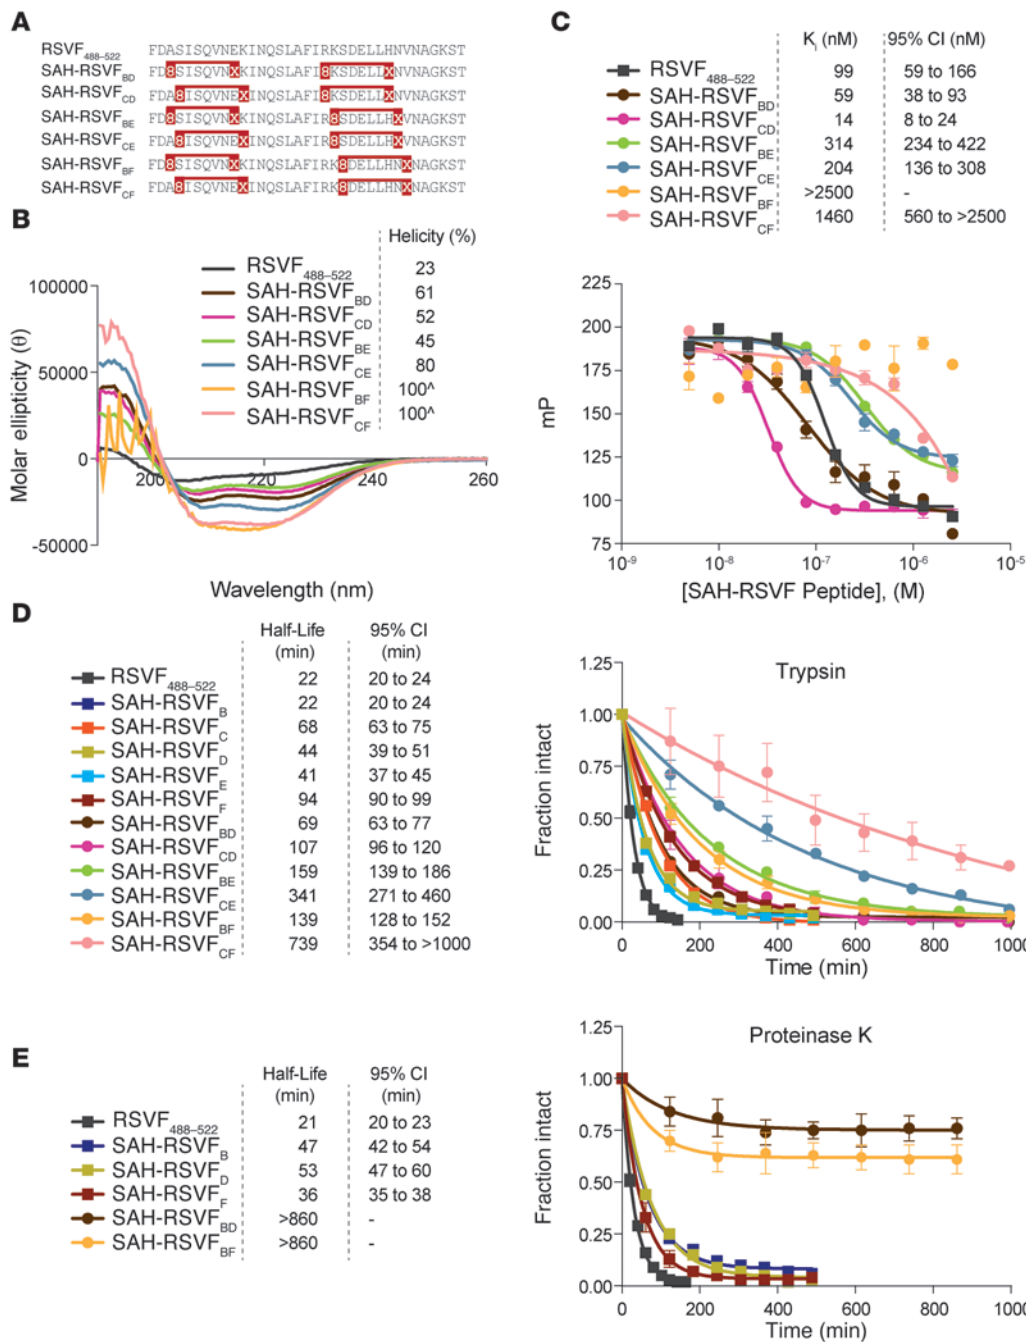 A
RSVF488–522 FDASISQVNEKINQSLAFIRKSDELLHNVNAGKST
SAH-RSVFBD FD8SISQVNXKINQSLAFI8KSDELLXNVNAGKST
SAH-RSVFCD FDA8ISQVNEXINQSLAFI8KSDELLXNVNAGKST
SAH-RSVFBE FD8SISQVNXKINQSLAFIR8SDELLHXVNAGKST
SAH-RSVFCE FDA8ISQVNEXINQSLAFIR8SDELLHXVNAGKST
SAH-RSVFBF FD8SISQVNXKINQSLAFIRK8DELLHNXNAGKST
SAH-RSVFCF FDA8ISQVNEXINQSLAFIRK8DELLHNXNAGKST
B
Helicity (%)
RSVF488–522 23
SAH-RSVFBD 61
SAH-RSVFCD 52
SAH-RSVFBE 45
SAH-RSVFCE 80
SAH-RSVFBF 100^
SAH-RSVFCF 100^
Molar ellipticity (θ)
100000
50000
0
-50000
200 220 240 260
Wavelength (nm)
C
Ki (nM) 95% CI (nM)
RSVF488–522 99 59 to 166
SAH-RSVFBD 59 38 to 93
SAH-RSVFCD 14 8 to 24
SAH-RSVFBE 314 234 to 422
SAH-RSVFCE 204 136 to 308
SAH-RSVFBF >2500 -
SAH-RSVFCF 1460 560 to >2500
mP
225
200
175
150
125
100
75
10-9 10-8 10-7 10-6 10-5
[SAH-RSVF Peptide], (M)
D
Half-Life (min) 95% CI (min)
RSVF488–522 22 20 to 24
SAH-RSVFB 22 20 to 24
SAH-RSVFC 68 63 to 75
SAH-RSVFD 44 39 to 51
SAH-RSVFE 41 37 to 45
SAH-RSVFF 94 90 to 99
SAH-RSVFBD 69 63 to 77
SAH-RSVFCD 107 96 to 120
SAH-RSVFBE 159 139 to 186
SAH-RSVFCE 341 271 to 460
SAH-RSVFBF 139 128 to 152
SAH-RSVFCF 739 354 to >1000
Trypsin
Fraction intact
1.25
1.00
0.75
0.50
0.25
0.00
0 200 400 600 800 1000
Time (min)
E
Half-Life (min) 95% CI (min)
RSVF488–522 21 20 to 23
SAH-RSVFB 47 42 to 54
SAH-RSVFD 53 47 to 60
SAH-RSVFF 36 35 to 38
SAH-RSVFBD >860 -
SAH-RSVFBF >860 -
Proteinase K
Fraction intact
1.25
1.00
0.75
0.50
0.25
0.00
0 200 400 600 800 1000
Time (min)